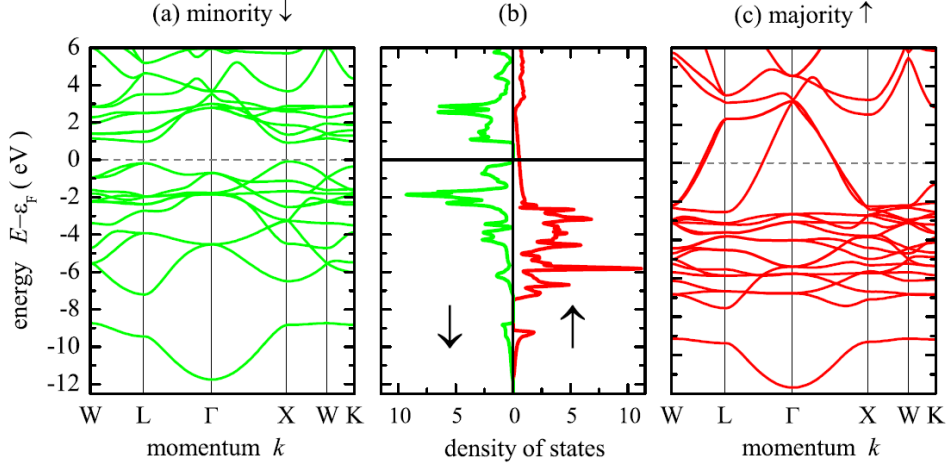 (a) minority ↓
(b)
(c) majority ↑
energy E−ε_F ( eV )
6
4
2
0
-2
-4
-6
-8
-10
-12
W L Γ X W K
10 5 0 5 10
W L Γ X W K
momentum k
density of states
momentum k